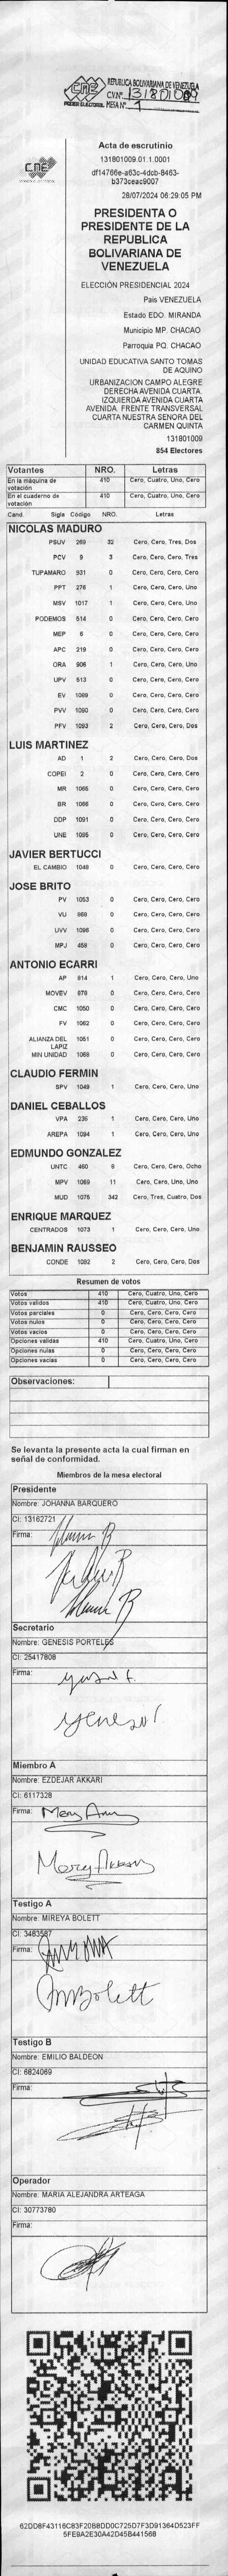 CNE
PODER ELECTORAL
REPUBLICA BOLIVARIANA DE VENEZUELA
C.V.Nº 131801009
MESA Nº 1
CNE
Acta de escrutinio
131801009.01.1.0001
df14766e-a63c-4dcb-8463-
b373ceac9007
28/07/2024 06:29:05 PM
PRESIDENTA O
PRESIDENTE DE LA
REPUBLICA
BOLIVARIANA DE
VENEZUELA
ELECCIÓN PRESIDENCIAL 2024
País VENEZUELA
Estado EDO. MIRANDA
Municipio MP. CHACAO
Parroquia PQ. CHACAO
UNIDAD EDUCATIVA SANTO TOMAS
DE AQUINO
URBANIZACION CAMPO ALEGRE
DERECHA AVENIDA CUARTA.
IZQUIERDA AVENIDA CUARTA
AVENIDA. FRENTE TRANSVERSAL
CUARTA NUESTRA SENORA DEL
CARMEN QUINTA
131801009
854 Electores
Votantes NRO. Letras
En la máquina de votación 410 Cero, Cuatro, Uno, Cero
En el cuaderno de votación 410 Cero, Cuatro, Uno, Cero
Cand. Sigla Código NRO. Letras
NICOLAS MADURO
PSUV 269 32 Cero, Cero, Tres, Dos
PCV 9 3 Cero, Cero, Cero, Tres
TUPAMARO 931 0 Cero, Cero, Cero, Cero
PPT 276 1 Cero, Cero, Cero, Uno
MSV 1017 1 Cero, Cero, Cero, Uno
PODEMOS 514 0 Cero, Cero, Cero, Cero
MEP 6 0 Cero, Cero, Cero, Cero
APC 219 0 Cero, Cero, Cero, Cero
ORA 906 1 Cero, Cero, Cero, Uno
UPV 513 0 Cero, Cero, Cero, Cero
EV 1089 0 Cero, Cero, Cero, Cero
PVV 1090 0 Cero, Cero, Cero, Cero
PFV 1093 2 Cero, Cero, Cero, Dos
LUIS MARTINEZ
AD 1 2 Cero, Cero, Cero, Dos
COPEI 2 0 Cero, Cero, Cero, Cero
MR 1065 0 Cero, Cero, Cero, Cero
BR 1066 0 Cero, Cero, Cero, Cero
DDP 1091 0 Cero, Cero, Cero, Cero
UNE 1095 0 Cero, Cero, Cero, Cero
JAVIER BERTUCCI
EL CAMBIO 1048 0 Cero, Cero, Cero, Cero
JOSE BRITO
PV 1053 0 Cero, Cero, Cero, Cero
VU 868 0 Cero, Cero, Cero, Cero
UVV 1096 0 Cero, Cero, Cero, Cero
MPJ 458 0 Cero, Cero, Cero, Cero
ANTONIO ECARRI
AP 814 1 Cero, Cero, Cero, Uno
MOVEV 878 0 Cero, Cero, Cero, Cero
CMC 1050 0 Cero, Cero, Cero, Cero
FV 1062 0 Cero, Cero, Cero, Cero
ALIANZA DEL LAPIZ 1051 0 Cero, Cero, Cero, Cero
MIN UNIDAD 1068 0 Cero, Cero, Cero, Cero
CLAUDIO FERMIN
SPV 1049 1 Cero, Cero, Cero, Uno
DANIEL CEBALLOS
VPA 236 1 Cero, Cero, Cero, Uno
AREPA 1094 1 Cero, Cero, Cero, Uno
EDMUNDO GONZALEZ
UNTC 460 8 Cero, Cero, Cero, Ocho
MPV 1069 11 Cero, Cero, Uno, Uno
MUD 1075 342 Cero, Tres, Cuatro, Dos
ENRIQUE MARQUEZ
CENTRADOS 1073 1 Cero, Cero, Cero, Uno
BENJAMIN RAUSSEO
CONDE 1082 2 Cero, Cero, Cero, Dos
Resumen de votos
Votos 410 Cero, Cuatro, Uno, Cero
Votos validos 410 Cero, Cuatro, Uno, Cero
Votos parciales 0 Cero, Cero, Cero, Cero
Votos nulos 0 Cero, Cero, Cero, Cero
Votos vacios 0 Cero, Cero, Cero, Cero
Opciones validas 410 Cero, Cuatro, Uno, Cero
Opciones nulas 0 Cero, Cero, Cero, Cero
Opciones vacias 0 Cero, Cero, Cero, Cero
Observaciones:
Se levanta la presente acta la cual firman en
señal de conformidad.
Miembros de la mesa electoral
Presidente
Nombre: JOHANNA BARQUERO
CI: 13162721
Firma:
Secretario
Nombre: GENESIS PORTELES
CI: 25417808
Firma:
Miembro A
Nombre: EZDEJAR AKKARI
CI: 6117328
Firma:
Testigo A
Nombre: MIREYA BOLETT
CI: 3483587
Firma:
Testigo B
Nombre: EMILIO BALDEON
CI: 6824069
Firma:
Operador
Nombre: MARIA ALEJANDRA ARTEAGA
CI: 30773780
Firma:
62DD8F43116C83F20B8DD0C725D7F3D91364D523FF
5FE9A2E30A42D45B441568